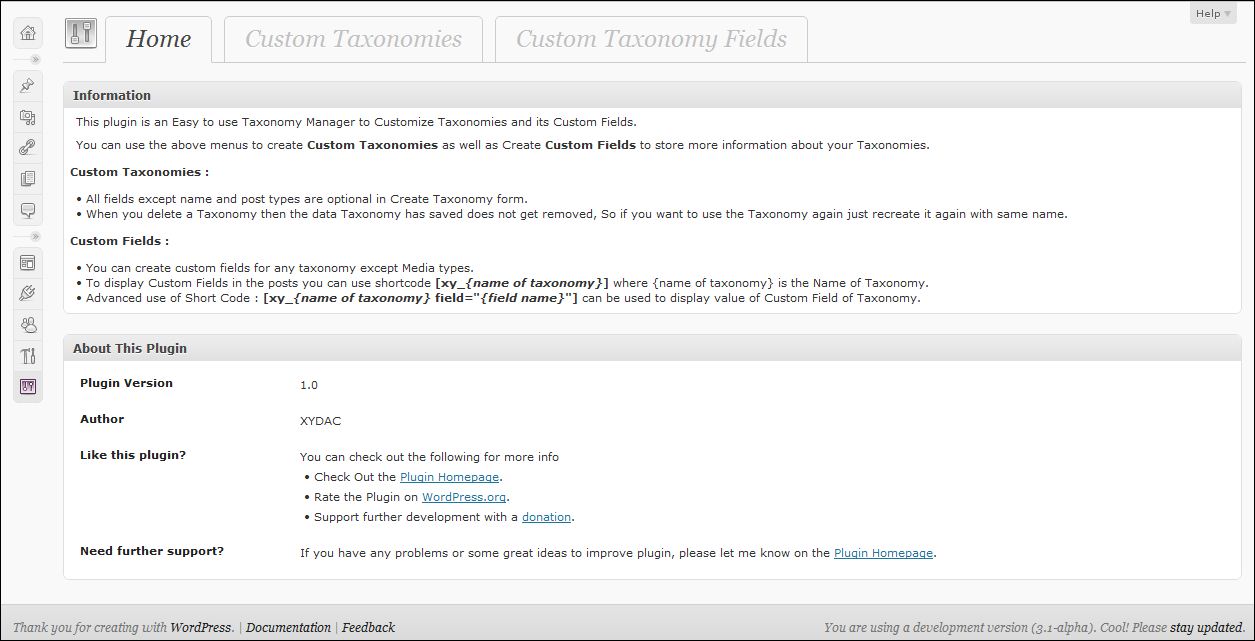 Help
Home
Custom Taxonomies
Custom Taxonomy Fields
Information
This plugin is an Easy to use Taxonomy Manager to Customize Taxonomies and its Custom Fields.
You can use the above menus to create Custom Taxonomies as well as Create Custom Fields to store more information about your Taxonomies.
Custom Taxonomies :
• All fields except name and post types are optional in Create Taxonomy form.
• When you delete a Taxonomy then the data Taxonomy has saved does not get removed, So if you want to use the Taxonomy again just recreate it again with same name.
Custom Fields :
• You can create custom fields for any taxonomy except Media types.
• To display Custom Fields in the posts you can use shortcode [xy_{name of taxonomy}] where {name of taxonomy} is the Name of Taxonomy.
• Advanced use of Short Code : [xy_{name of taxonomy} field="{field name}"] can be used to display value of Custom Field of Taxonomy.
About This Plugin
Plugin Version
1.0
Author
XYDAC
Like this plugin?
You can check out the following for more info
• Check Out the Plugin Homepage.
• Rate the Plugin on WordPress.org.
• Support further development with a donation.
Need further support?
If you have any problems or some great ideas to improve plugin, please let me know on the Plugin Homepage.
Thank you for creating with WordPress. | Documentation | Feedback
You are using a development version (3.1-alpha). Cool! Please stay updated.